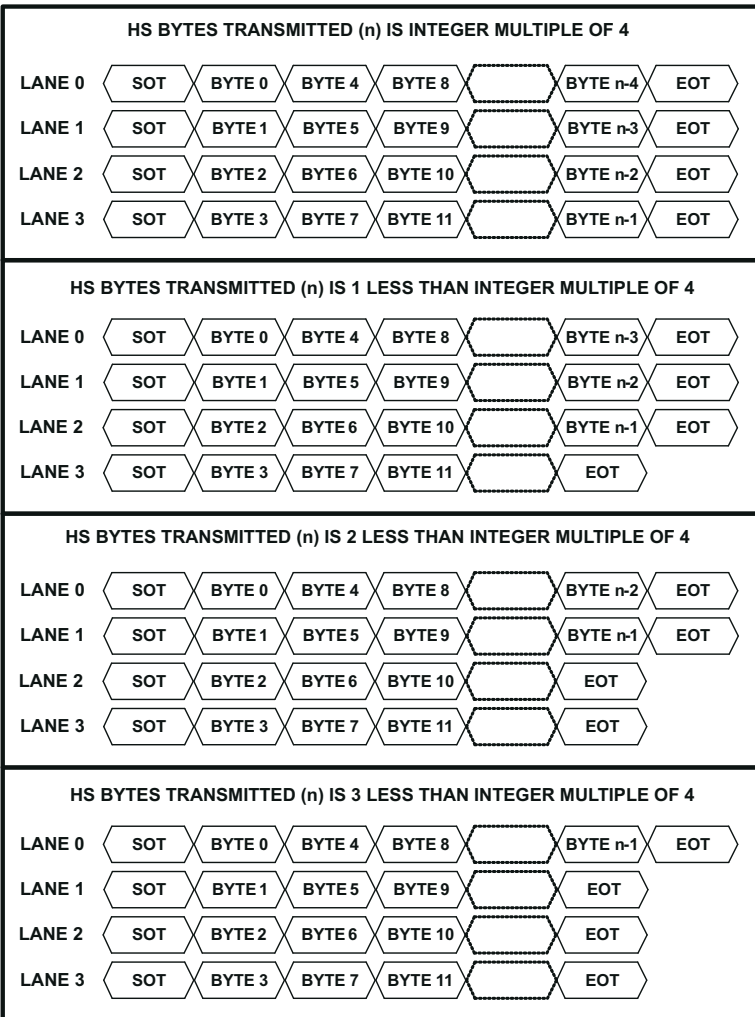 HS BYTES TRANSMITTED (n) IS INTEGER MULTIPLE OF 4
LANE 0 SOT BYTE 0 BYTE 4 BYTE 8 BYTE n-4 EOT
LANE 1 SOT BYTE 1 BYTE 5 BYTE 9 BYTE n-3 EOT
LANE 2 SOT BYTE 2 BYTE 6 BYTE 10 BYTE n-2 EOT
LANE 3 SOT BYTE 3 BYTE 7 BYTE 11 BYTE n-1 EOT
HS BYTES TRANSMITTED (n) IS 1 LESS THAN INTEGER MULTIPLE OF 4
LANE 0 SOT BYTE 0 BYTE 4 BYTE 8 BYTE n-3 EOT
LANE 1 SOT BYTE 1 BYTE 5 BYTE 9 BYTE n-2 EOT
LANE 2 SOT BYTE 2 BYTE 6 BYTE 10 BYTE n-1 EOT
LANE 3 SOT BYTE 3 BYTE 7 BYTE 11 EOT
HS BYTES TRANSMITTED (n) IS 2 LESS THAN INTEGER MULTIPLE OF 4
LANE 0 SOT BYTE 0 BYTE 4 BYTE 8 BYTE n-2 EOT
LANE 1 SOT BYTE 1 BYTE 5 BYTE 9 BYTE n-1 EOT
LANE 2 SOT BYTE 2 BYTE 6 BYTE 10 EOT
LANE 3 SOT BYTE 3 BYTE 7 BYTE 11 EOT
HS BYTES TRANSMITTED (n) IS 3 LESS THAN INTEGER MULTIPLE OF 4
LANE 0 SOT BYTE 0 BYTE 4 BYTE 8 BYTE n-1 EOT
LANE 1 SOT BYTE 1 BYTE 5 BYTE 9 EOT
LANE 2 SOT BYTE 2 BYTE 6 BYTE 10 EOT
LANE 3 SOT BYTE 3 BYTE 7 BYTE 11 EOT